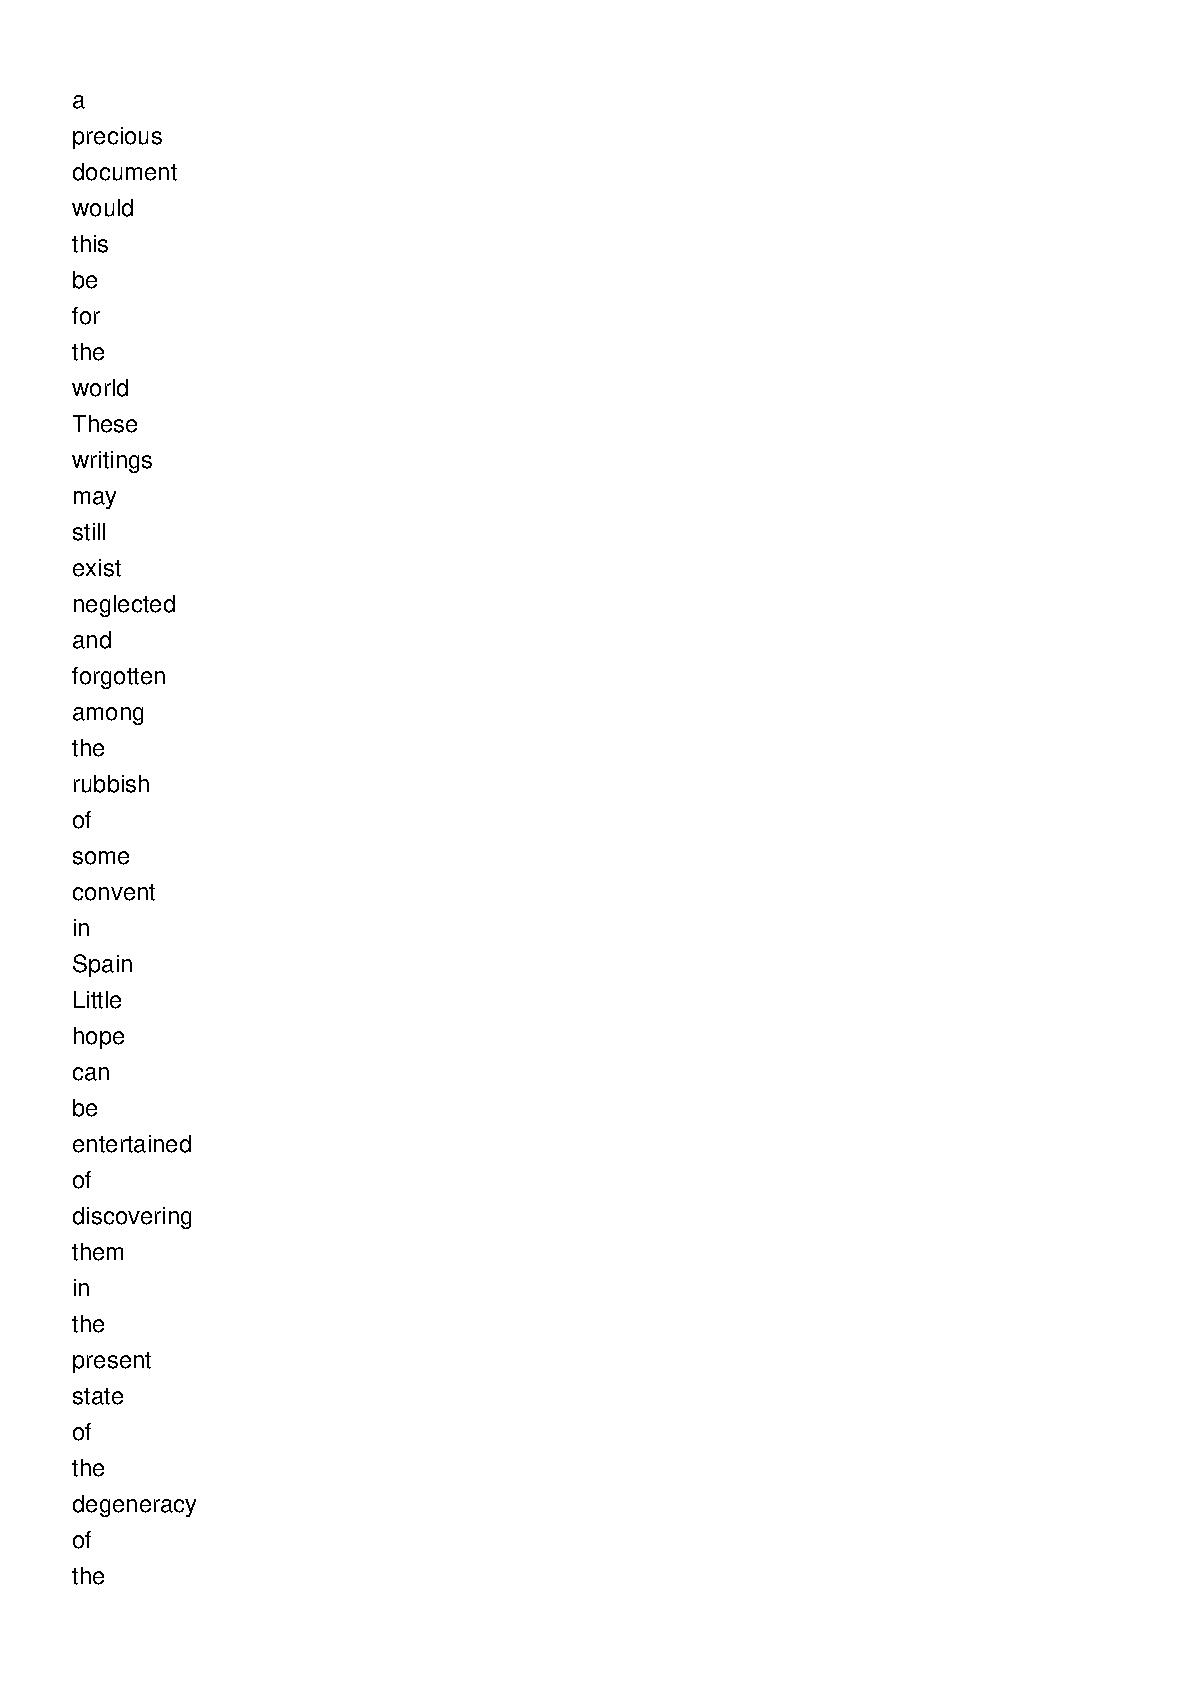 a
precious
document
would
this
be
for
the
world
These
writings
may
still
exist
neglected
and
forgotten
among
the
rubbish
of
some
convent
in
Spain
Little
hope
can
be
entertained
of
discovering
them
in
the
present
state
of
the
degeneracy
of
the